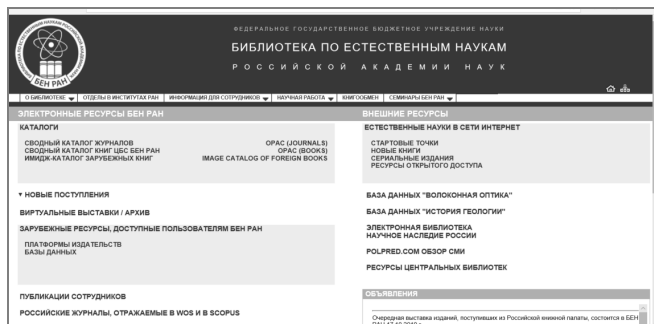 ФЕДЕРАЛЬНОЕ ГОСУДАРСТВЕННОЕ БЮДЖЕТНОЕ УЧРЕЖДЕНИЕ НАУКИ
БИБЛИОТЕКА ПО ЕСТЕСТВЕННЫМ НАУКАМ
РОССИЙСКОЙ АКАДЕМИИ НАУК
БЕН РАН
О БИБЛИОТЕКЕ ОТДЕЛЫ В ИНСТИТУТАХ РАН ИНФОРМАЦИЯ ДЛЯ СОТРУДНИКОВ НАУЧНАЯ РАБОТА КНИГООБМЕН СЕМИНАРЫ БЕН РАН
ЭЛЕКТРОННЫЕ РЕСУРСЫ БЕН РАН
КАТАЛОГИ
СВОДНЫЙ КАТАЛОГ ЖУРНАЛОВ OPAC (JOURNALS)
СВОДНЫЙ КАТАЛОГ КНИГ ЦБС БЕН РАН OPAC (BOOKS)
ИМИДЖ-КАТАЛОГ ЗАРУБЕЖНЫХ КНИГ IMAGE CATALOG OF FOREIGN BOOKS
▼ НОВЫЕ ПОСТУПЛЕНИЯ
ВИРТУАЛЬНЫЕ ВЫСТАВКИ / АРХИВ
ЗАРУБЕЖНЫЕ РЕСУРСЫ, ДОСТУПНЫЕ ПОЛЬЗОВАТЕЛЯМ БЕН РАН
ПЛАТФОРМЫ ИЗДАТЕЛЬСТВ
БАЗЫ ДАННЫХ
ПУБЛИКАЦИИ СОТРУДНИКОВ
РОССИЙСКИЕ ЖУРНАЛЫ, ОТРАЖАЕМЫЕ В WOS И В SCOPUS
ВНЕШНИЕ РЕСУРСЫ
ЕСТЕСТВЕННЫЕ НАУКИ В СЕТИ ИНТЕРНЕТ
СТАРТОВЫЕ ТОЧКИ
НОВЫЕ КНИГИ
СЕРИАЛЬНЫЕ ИЗДАНИЯ
РЕСУРСЫ ОТКРЫТОГО ДОСТУПА
БАЗА ДАННЫХ "ВОЛОКОННАЯ ОПТИКА"
БАЗА ДАННЫХ "ИСТОРИЯ ГЕОЛОГИИ"
ЭЛЕКТРОННАЯ БИБЛИОТЕКА
НАУЧНОЕ НАСЛЕДИЕ РОССИИ
POLPRED.COM ОБЗОР СМИ
РЕСУРСЫ ЦЕНТРАЛЬНЫХ БИБЛИОТЕК
ОБЪЯВЛЕНИЯ
Очередная выставка изданий, поступивших из Российской книжной палаты, состоится в БЕН